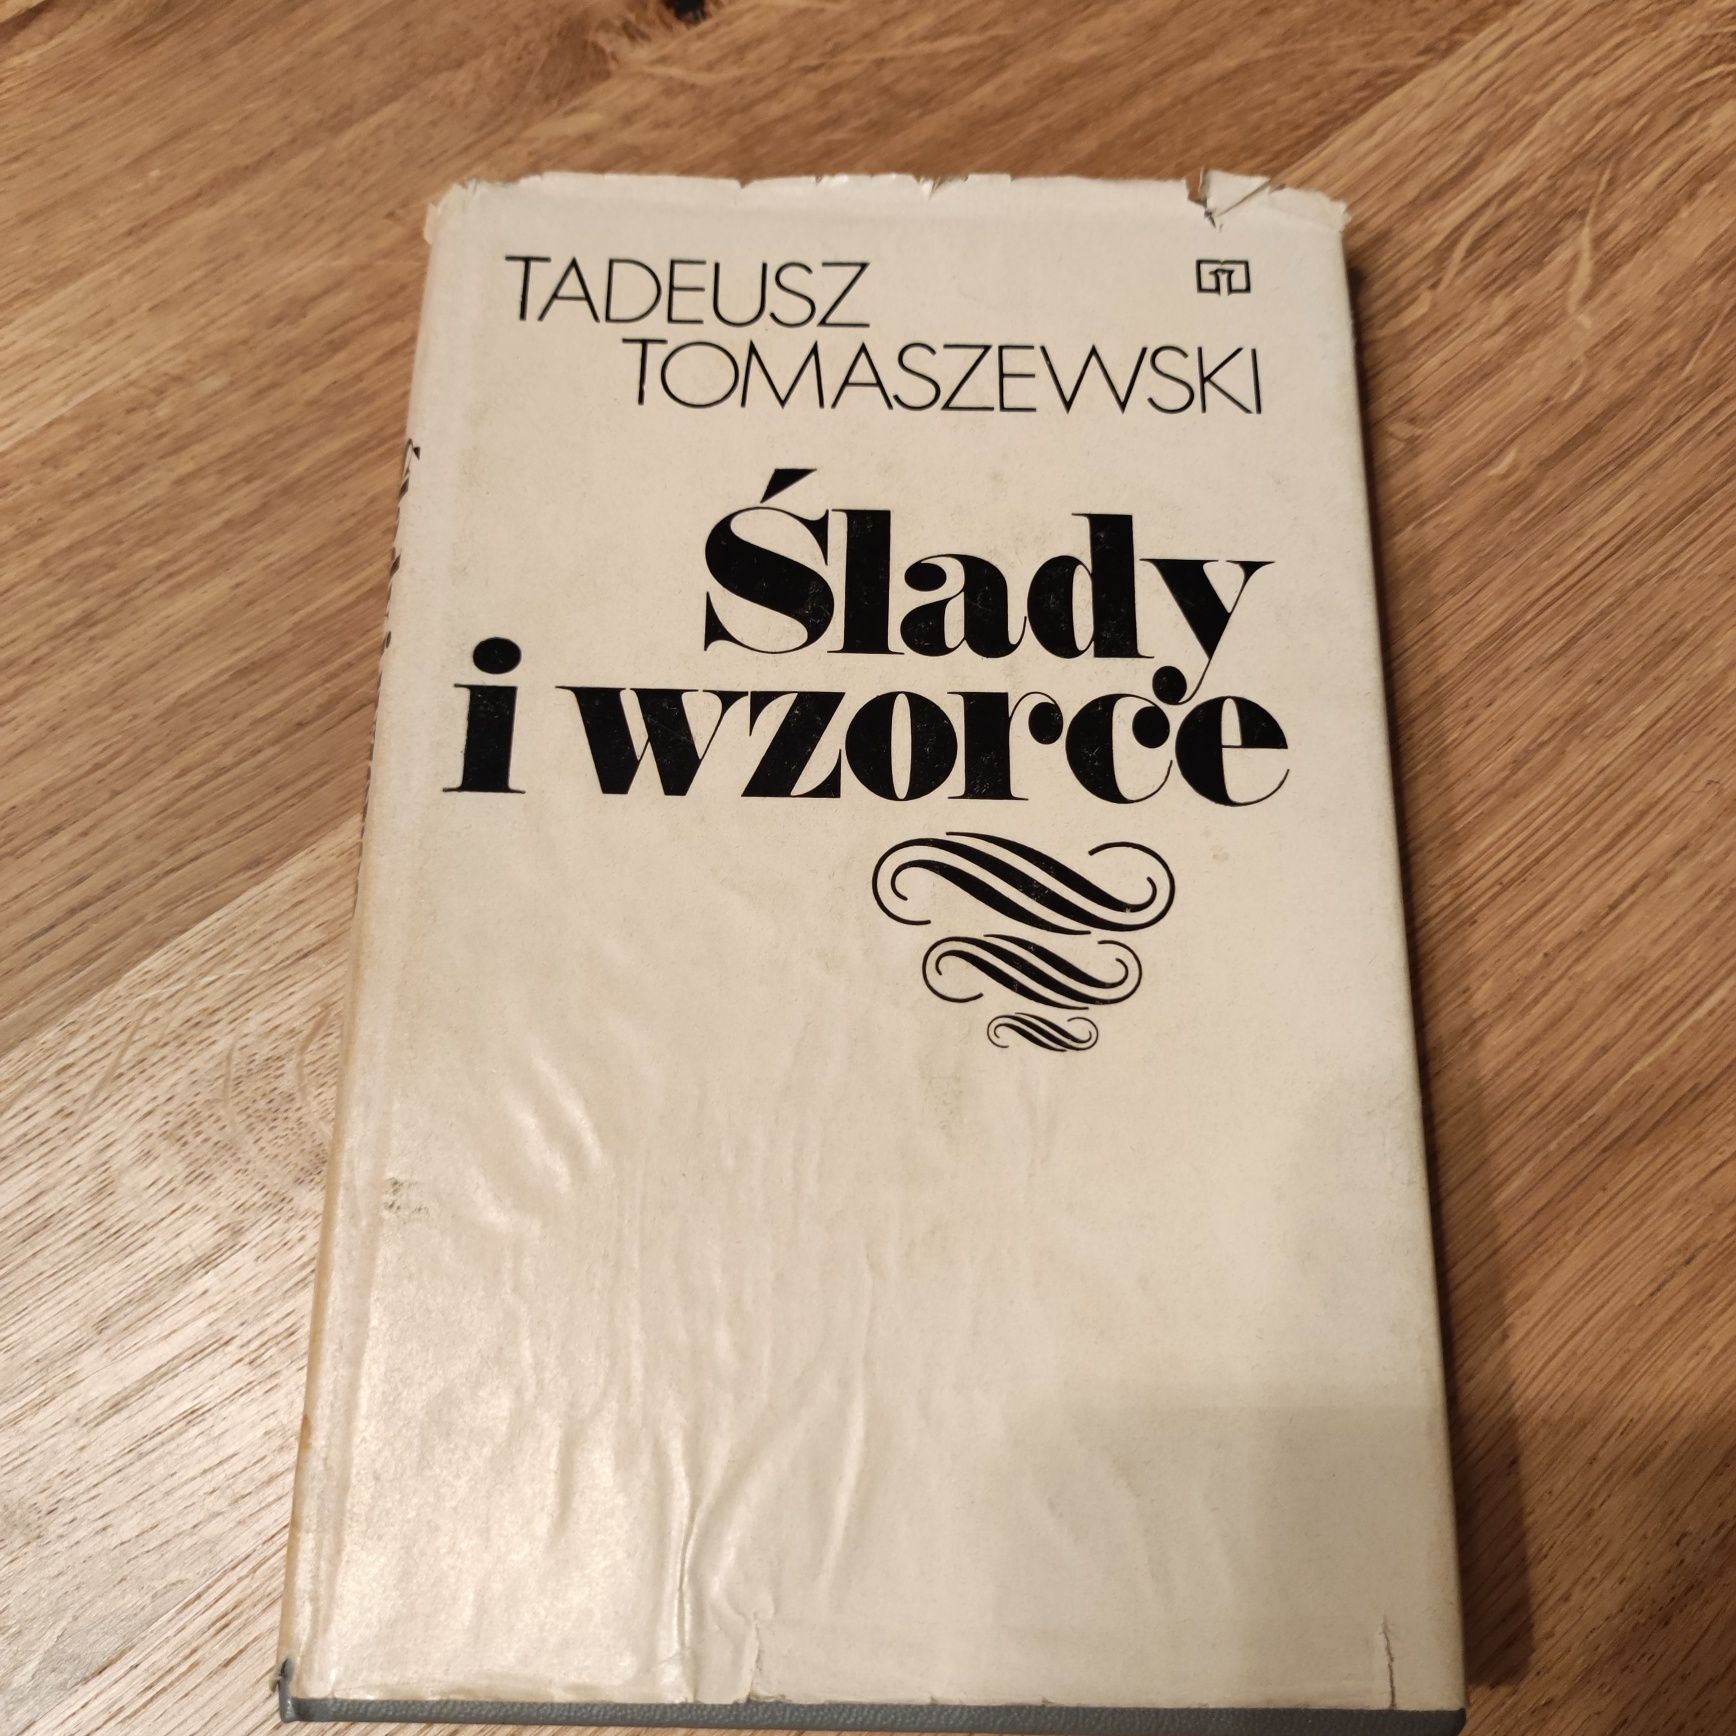 TADEUSZ
TOMASZEWSKI
Ślady
i wzorce